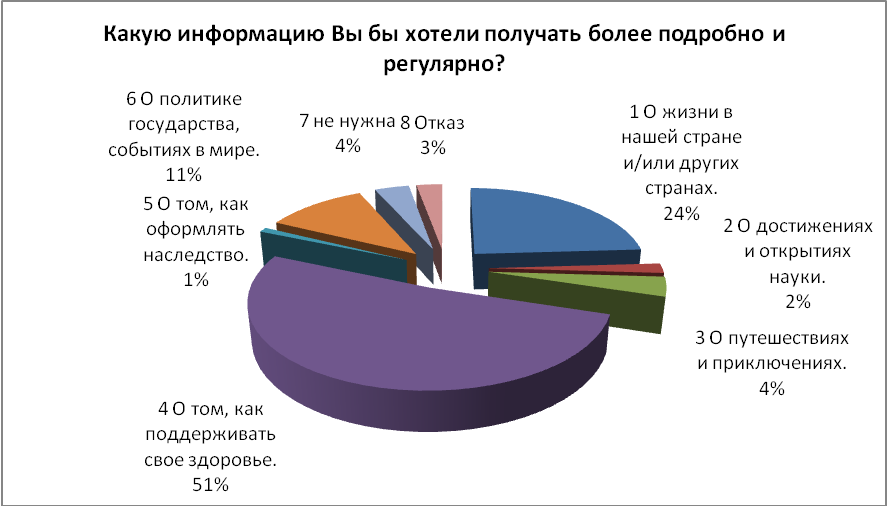 Какую информацию Вы бы хотели получать более подробно и
регулярно?
6 О политике
государства,
событиях в мире.
11%
7 не нужна
4%
8 Отказ
3%
1 О жизни в
нашей стране
и/или других
странах.
24%
5 О том, как
оформлять
наследство.
1%
2 О достижениях
и открытиях
науки.
2%
3 О путешествиях
и приключениях.
4%
4 О том, как
поддерживать
свое здоровье.
51%